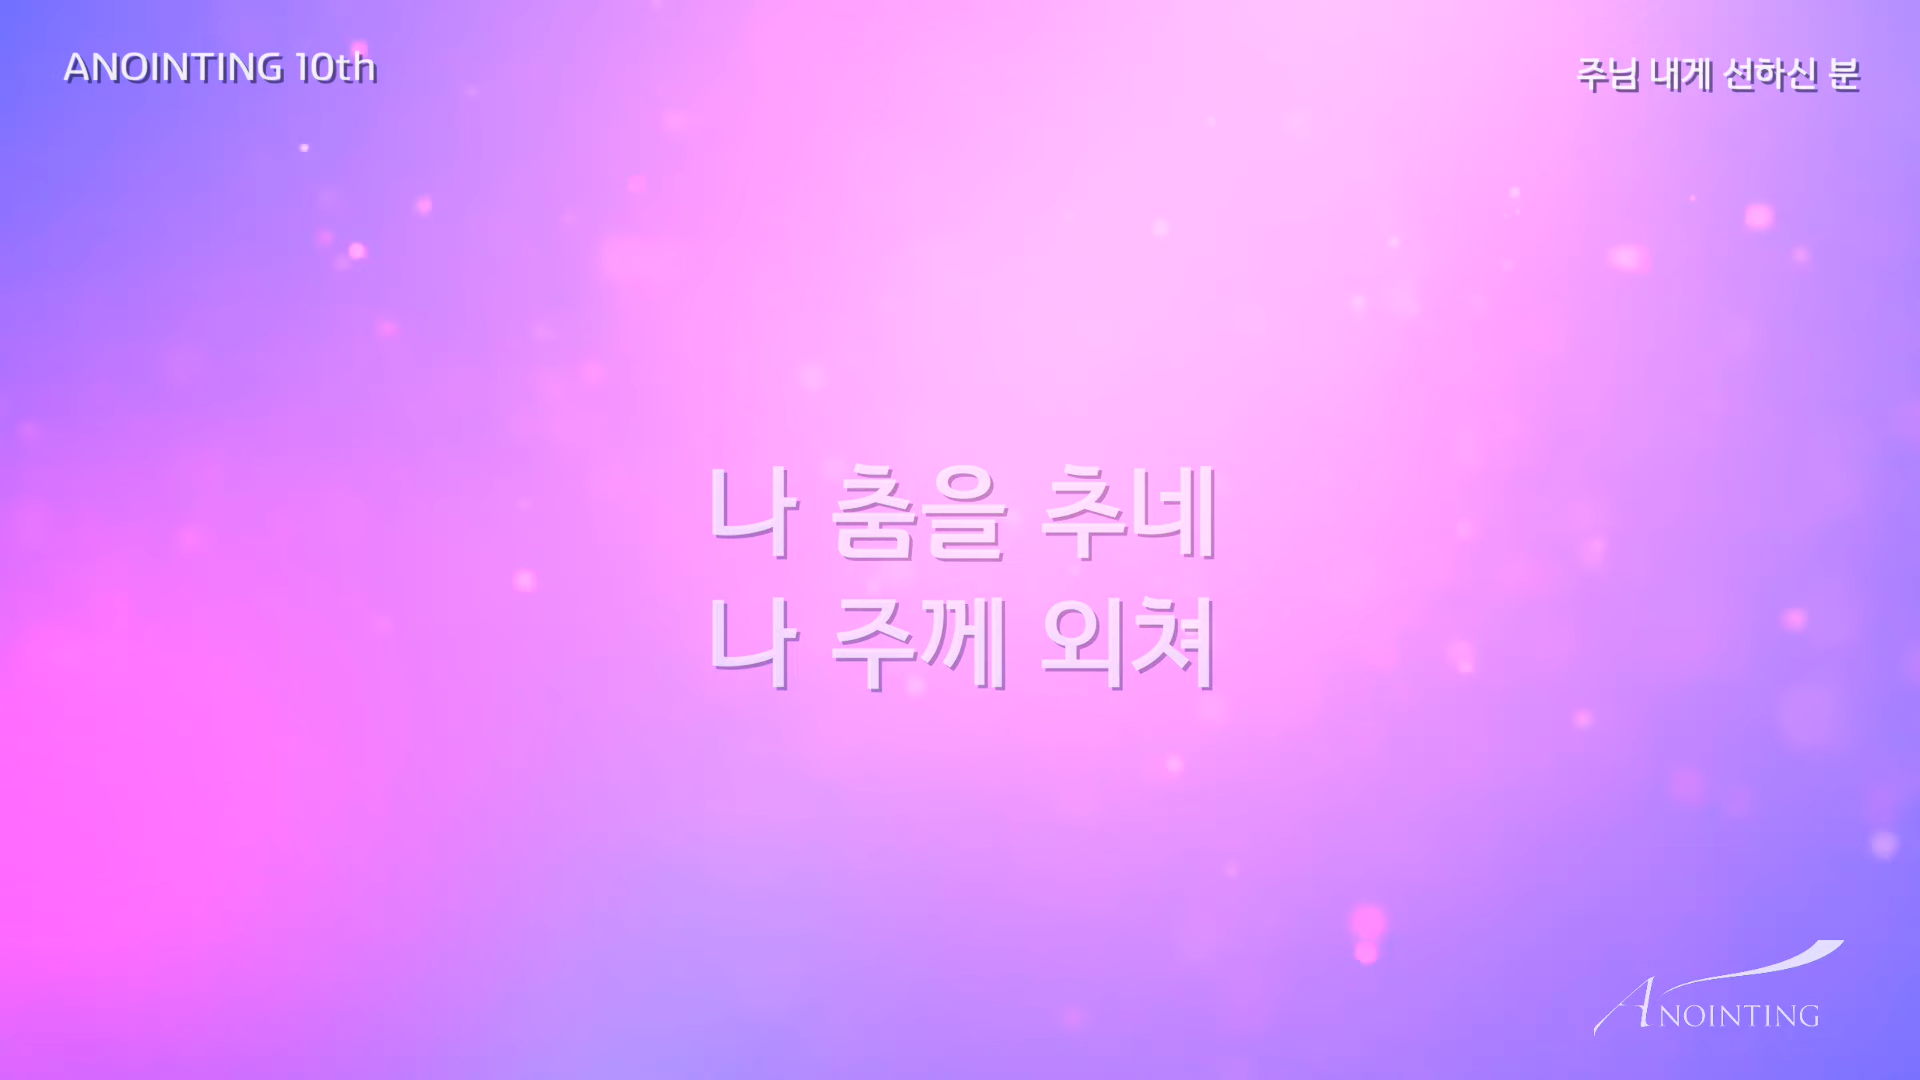 ANOINTING 10th
주님 내게 선하신 분
나 춤을 추네
나 주께 외쳐
ANOINTING